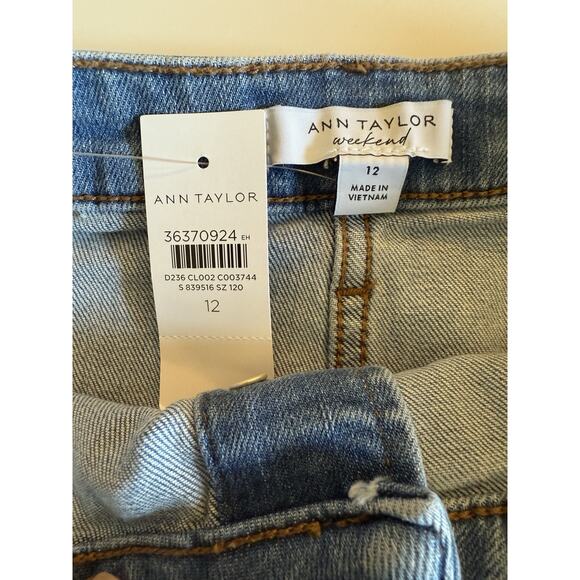 ANN TAYLOR
weekend
12
MADE IN
VIETNAM
ANN TAYLOR
36370924 EH
D236 CL002 C003744
S 839516 SZ 120
12